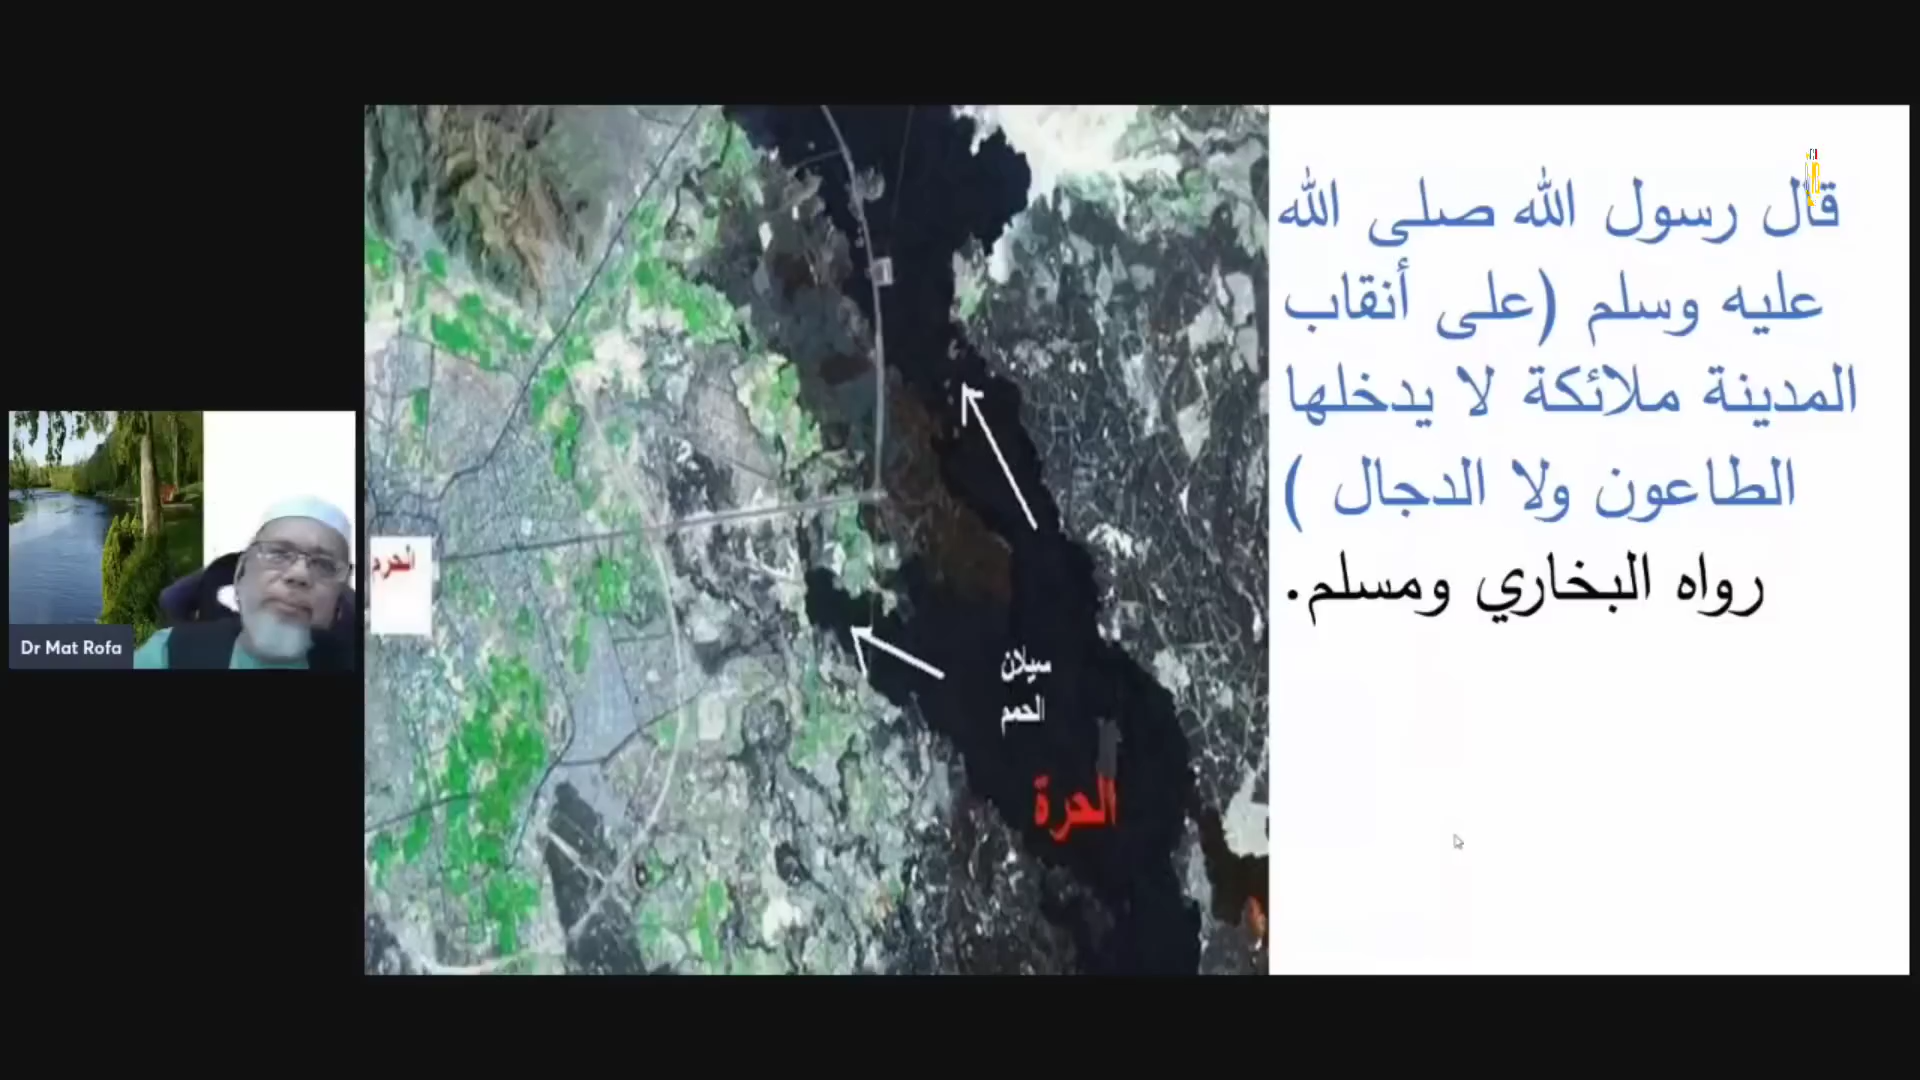 قال رسول الله صلى الله
عليه وسلم (على أنقاب
المدينة ملائكة لا يدخلها
الطاعون ولا الدجال )
رواه البخاري ومسلم.
الحرم
سيلان
الحمم
الحرة
Dr Mat Rofa